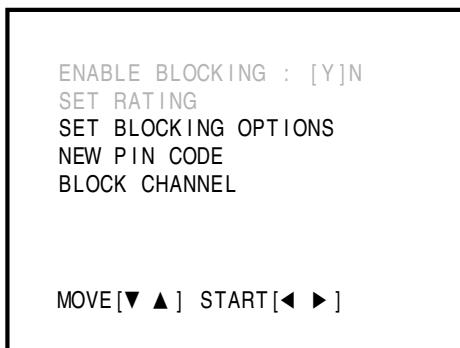 ENABLE BLOCKING : [Y]N
SET RATING
SET BLOCKING OPTIONS
NEW PIN CODE
BLOCK CHANNEL
MOVE[▼ ▲] START[◀ ▶]